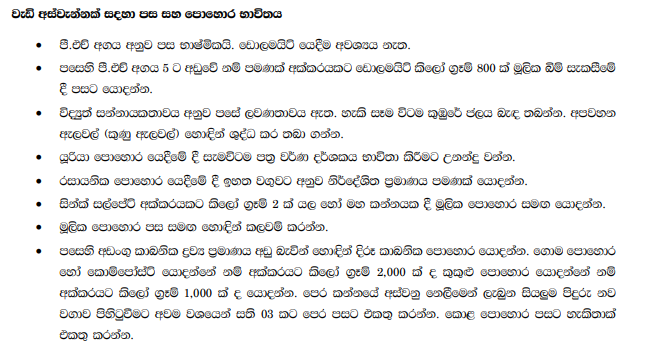 වැඩි අස්වැන්නක් සදහා පස සහ පොහොර භාවිතය
• පී.එච් අගය අනුව පස භාෂ්මිකයි. ඩොලමයිට් යෙදීම අවශ්‍යය නැත.
• පසෙහි පී.එච් අගය 5 ට අඩුවේ නම් පමණක් අක්කරයකට ඩොලමයිට් කිලෝ ග්‍රෑම් 800 ක් මූලික බිම් සැකසීමේ
දී පසට යොදන්න.
• විද්‍යුත් සන්නායකතාවය අනුව පසේ ලවණතාවය ඇත. හැකි සෑම විටම කුඹුරේ ජලය බැඳ තබන්න. අපවහන
ඇලවල් (කුණු ඇලවල්) හොඳින් ශුද්ධ කර තබා ගන්න.
• යූරියා පොහොර යෙදීමේ දී සැමවිටම පත්‍ර වර්ණ දර්ශකය භාවිතා කිරීමට උනන්දු වන්න.
• රසායනික පොහොර යෙදීමේ දී ඉහත වගුවට අනුව නිර්දේශිත ප්‍රමාණය පමණක් යොදන්න.
• සින්ක් සල්පේට් අක්කරයකට කිලෝ ග්‍රෑම් 2 ක් යල හෝ මහ කන්නයක දී මූලික පොහොර සමඟ යොදන්න.
• මූලික පොහොර පස සමඟ හොඳින් කලවම් කරන්න.
• පසෙහි අඩංගු කාබනික ද්‍රව්‍ය ප්‍රමාණය අඩු බැවින් හොඳින් දිරූ කාබනික පොහොර යොදන්න. ගොම පොහොර
හෝ කොම්පෝස්ට් යොදන්නේ නම් අක්කරයට කිලෝ ග්‍රෑම් 2,000 ක් ද කුකුළු පොහොර යොදන්නේ නම්
අක්කරයට කිලෝ ග්‍රෑම් 1,000 ක් ද යොදන්න. පෙර කන්නයේ අස්වනු නෙලීමෙන් ලැබුන සියලුම පිදුරු නව
වගාව පිහිටුවීමට අවම වශයෙන් සති 03 කට පෙර පසට එකතු කරන්න. කොළ පොහොර පසට හැකිතාක්
එකතු කරන්න.